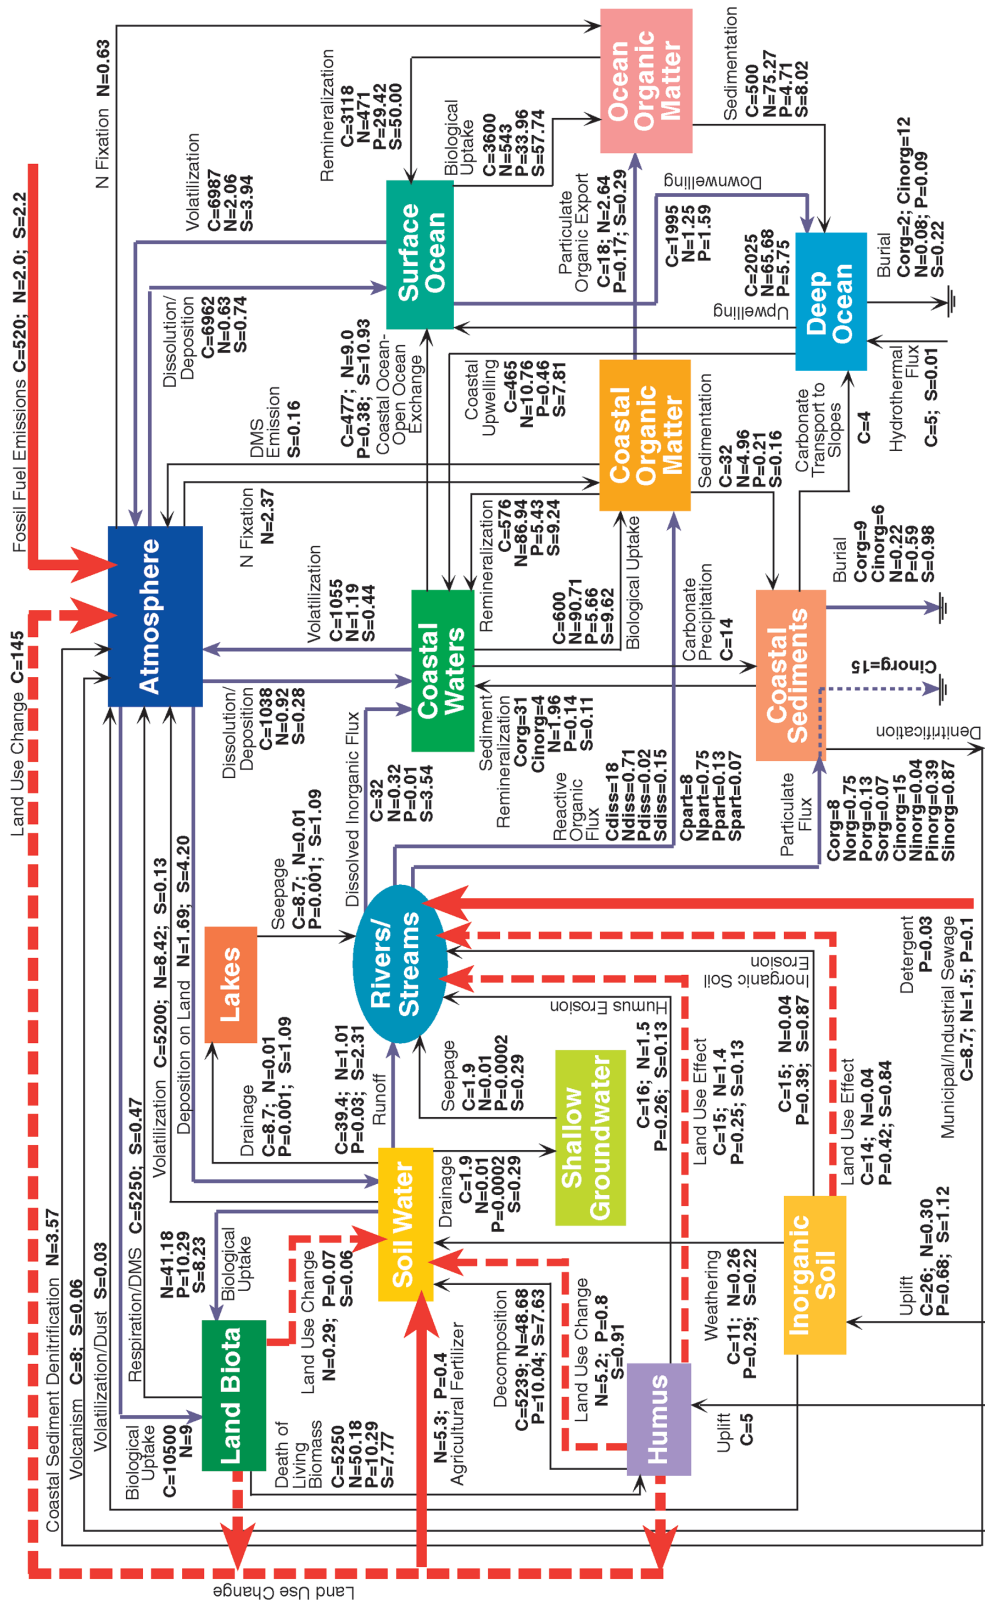 Land Use Change C=145
Fossil Fuel Emissions C=520; N=2.0; S=2.2
Coastal Sediment Denitrification N=3.57
Volcanism C=8; S=0.06
Volatilization/Dust S=0.03
Respiration/DMS C=5250; S=0.47
Volatilization C=5200; N=8.42; S=0.13
Deposition on Land N=1.69; S=4.20
N Fixation N=0.63
Atmosphere
Biological
Uptake
C=10500
N=9
Land Biota
N=41.18
P=10.29
S=8.23
Biological
Uptake
Drainage
C=8.7; N=0.01
P=0.001; S=1.09
Lakes
Seepage
C=8.7; N=0.01
P=0.001; S=1.09
Dissolution/
Deposition
C=1038
N=0.92
S=0.28
Volatilization
C=1055
N=1.19
S=0.44
N Fixation
N=2.37
DMS
Emission
S=0.16
Dissolution/
Deposition
C=6962
N=0.63
S=0.74
Volatilization
C=6987
N=2.06
S=3.94
Remineralization
C=3118
N=471
P=29.42
S=50.00
Death of
Living
Biomass
C=5250
N=50.18
P=10.29
S=7.77
Land Use Change
N=0.29; P=0.07
S=0.06
C=39.4; N=1.01
P=0.03; S=2.31
Runoff
Soil Water
Rivers/
Streams
Dissolved Inorganic Flux
C=32
N=0.32
P=0.01
S=3.54
Coastal
Waters
C=477; N=9.0
P=0.38; S=10.93
Coastal Ocean-
Open Ocean
Exchange
Surface
Ocean
Biological
Uptake
C=3600
N=543
P=33.96
S=57.74
Land Use Change
N=5.3; P=0.4
Agricultural Fertilizer
Drainage
C=1.9
N=0.01
P=0.0002
S=0.29
Seepage
C=1.9
N=0.01
P=0.0002
S=0.29
Sediment
Remineralization
Corg=31
Cinorg=4
N=1.96
P=0.14
S=0.11
Remineralization
C=576
N=86.94
P=5.43
S=9.24
Coastal
Upwelling
C=465
N=10.76
P=0.46
S=7.81
Decomposition
C=5239; N=48.68
P=10.04; S=7.63
Shallow
Groundwater
Reactive
Organic
Flux
Cdiss=18
Ndiss=0.71
Pdiss=0.02
Sdiss=0.15
Cpart=8
Npart=0.75
Ppart=0.13
Spart=0.07
C=600
N=90.71
P=5.66
S=9.62
Biological Uptake
Particulate
Organic Export
C=18; N=2.64
P=0.17; S=0.29
Ocean
Organic
Matter
Land Use Change
N=5.2; P=0.8
S=0.91
Humus Erosion
C=16; N=1.5
P=0.26; S=0.13
Coastal
Organic
Matter
C=1995
N=1.25
P=1.59
Downwelling
Humus
Land Use Effect
C=15; N=1.4
P=0.25; S=0.13
Carbonate
Precipitation
C=14
Sedimentation
C=32
N=4.96
P=0.21
S=0.16
Upwelling
C=2025
N=65.68
P=5.75
Sedimentation
C=500
N=75.27
P=4.71
S=8.02
Uplift
C=5
Weathering
C=11; N=0.26
P=0.29; S=0.22
Inorganic
Soil
Inorganic Soil
Erosion
C=15; N=0.04
P=0.39; S=0.87
Coastal
Sediments
Carbonate
Transport to
Slopes
C=4
Deep
Ocean
Land Use Effect
C=14; N=0.04
P=0.42; S=0.84
Particulate
Flux
Corg=8
Norg=0.75
Porg=0.13
Sorg=0.07
Cinorg=15
Ninorg=0.04
Pinorg=0.39
Sinorg=0.87
Burial
Corg=9
Cinorg=6
N=0.22
P=0.59
S=0.98
Burial
Corg=2; Cinorg=12
N=0.08; P=0.09
S=0.22
Uplift
C=26; N=0.30
P=0.68; S=1.12
Detergent
P=0.03
Municipal/Industrial Sewage
C=8.7; N=1.5; P=0.1
Denitrification
Cinorg=15
Hydrothermal
Flux
C=5; S=0.01